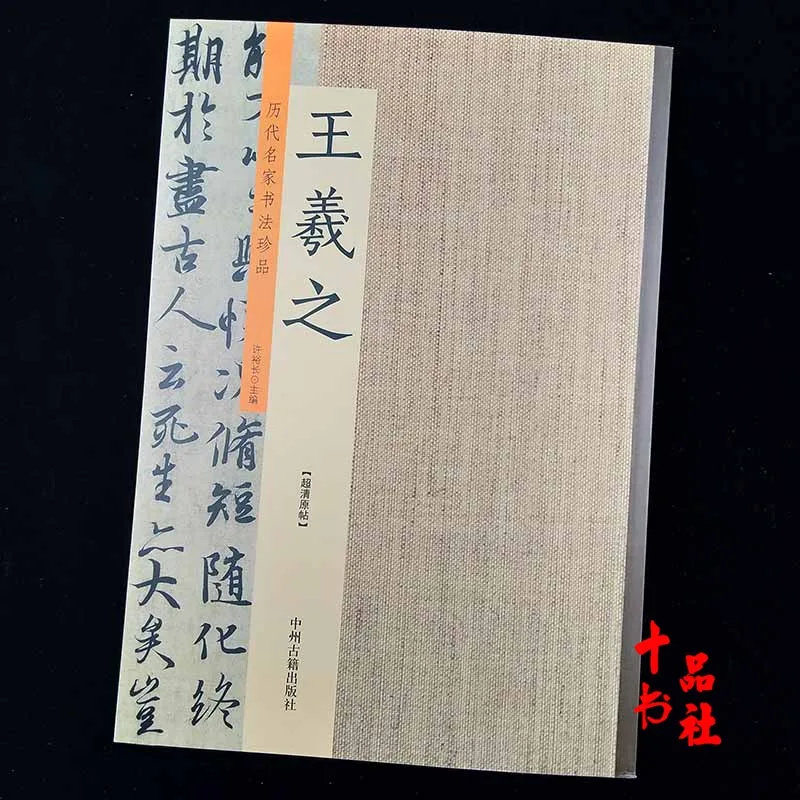 王羲之
历代名家书法珍品
许裕长⊙主编
【超清原帖】
中州古籍出版社
脩短随化终
期於盡古人云死生亦大矣豈
十品书社